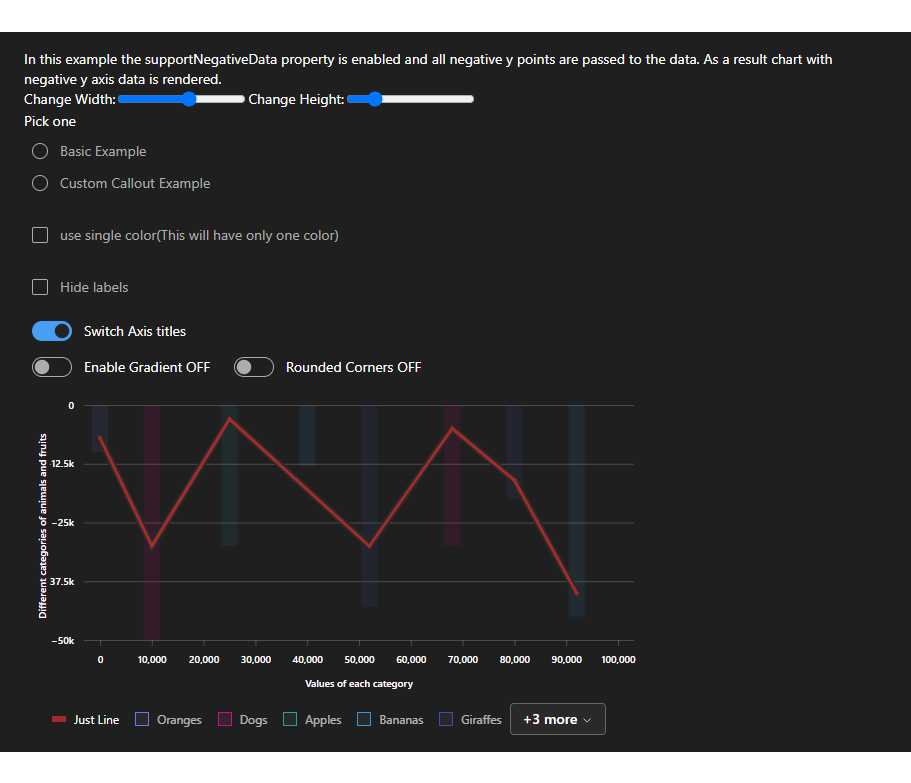 In this example the supportNegativeData property is enabled and all negative y points are passed to the data. As a result chart with
negative y axis data is rendered.
Change Width: Change Height:
Pick one
Basic Example
Custom Callout Example
use single color(This will have only one color)
Hide labels
Switch Axis titles
Enable Gradient OFF Rounded Corners OFF
Different categories of animals and fruits
0
12.5k
−25k
37.5k
−50k
0 10,000 20,000 30,000 40,000 50,000 60,000 70,000 80,000 90,000 100,000
Values of each category
Just Line Oranges Dogs Apples Bananas Giraffes +3 more